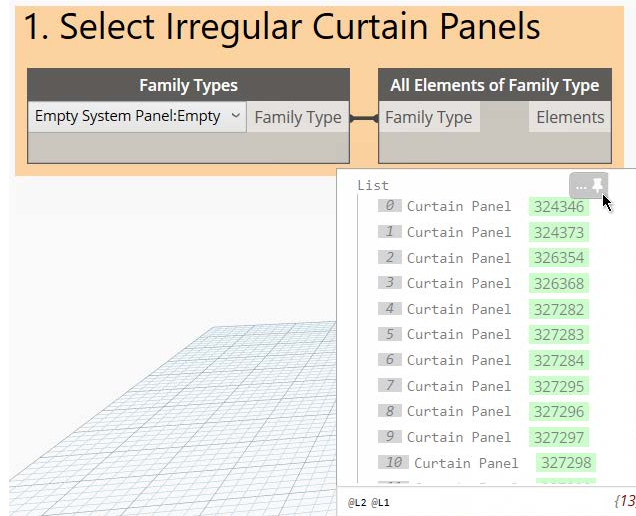 1. Select Irregular Curtain Panels
Family Types
All Elements of Family Type
Empty System Panel:Empty
Family Type
Family Type
Elements
List
...
0 Curtain Panel 324346
1 Curtain Panel 324373
2 Curtain Panel 326354
3 Curtain Panel 326368
4 Curtain Panel 327282
5 Curtain Panel 327283
6 Curtain Panel 327284
7 Curtain Panel 327295
8 Curtain Panel 327296
9 Curtain Panel 327297
10 Curtain Panel 327298
@L2 @L1
{13